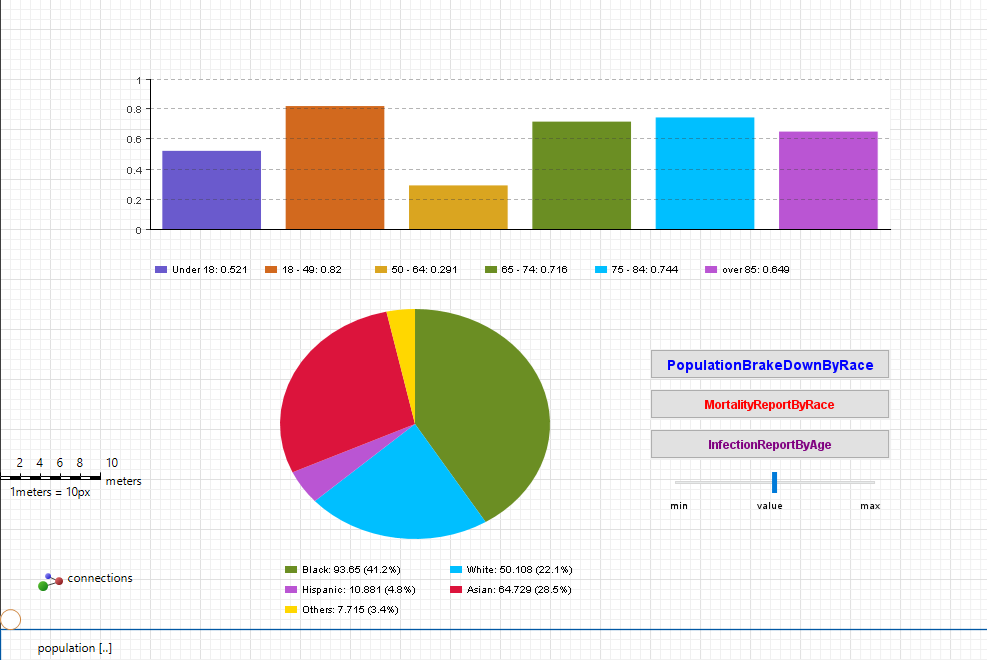 1
0.8
0.6
0.4
0.2
0
Under 18: 0.521 18 - 49: 0.82 50 - 64: 0.291 65 - 74: 0.716 75 - 84: 0.744 over 85: 0.649
PopulationBrakeDownByRace
MortalityReportByRace
InfectionReportByAge
min value max
2 4 6 8 10
meters
1meters = 10px
Black: 93.65 (41.2%) White: 50.108 (22.1%)
Hispanic: 10.881 (4.8%) Asian: 64.729 (28.5%)
Others: 7.715 (3.4%)
connections
population [..]